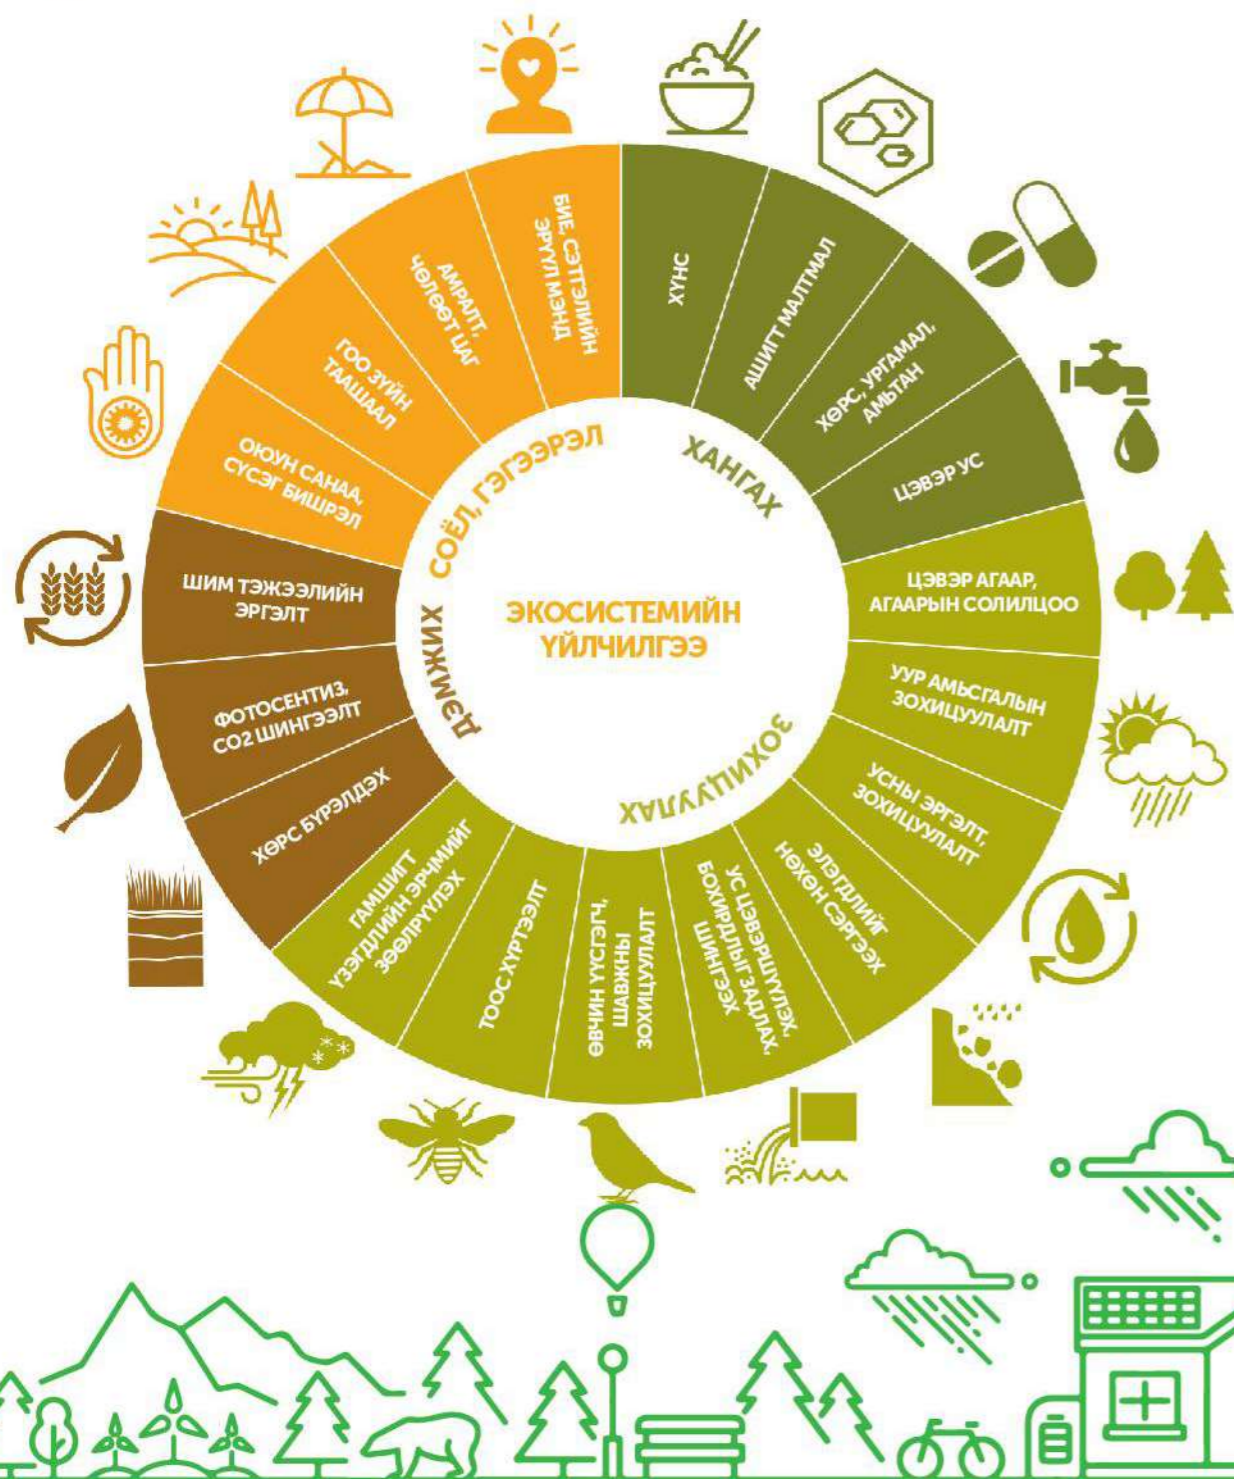 ЭКОСИСТЕМИЙН
ҮЙЛЧИЛГЭЭ
ХАНГАХ
ХҮНС
АШИГТ МАЛТМАЛ
ХӨРС, УРГАМАЛ,
АМЬТАН
ЦЭВЭР УС
ЗОХИЦУУЛАХ
ЦЭВЭР АГААР,
АГААРЫН СОЛИЛЦОО
УУР АМЬСГАЛЫН
ЗОХИЦУУЛАЛТ
УСНЫ ЭРГЭЛТ,
ЗОХИЦУУЛАЛТ
ЭЛЭГДЛИЙГ
НӨХӨН СЭРГЭЭХ
УС ЦЭВЭРШҮҮЛЭХ,
БОХИРДЛЫГ ЗАДЛАХ,
ШИНГЭЭХ
ӨВЧИН ҮҮСГЭГЧ,
ШАВЖНЫ
ЗОХИЦУУЛАЛТ
ТООС ХҮРТЭЭЛТ
ГАМШИГТ
ҮЗЭГДЛИЙН ЭРЧМИЙГ
ЗӨӨЛРҮҮЛЭХ
ДЭМЖИХ
ХӨРС БҮРЭЛДЭХ
ФОТОСЕНТИЗ,
СО2 ШИНГЭЭЛТ
ШИМ ТЭЖЭЭЛИЙН
ЭРГЭЛТ
СОЁЛ, ГЭГЭЭРЭЛ
ОЮУН САНАА,
СҮСЭГ БИШРЭЛ
ГОО ЗҮЙН
ТААШААЛ
АМРАЛТ,
ЧӨЛӨӨТ ЦАГ
БИЕ, СЭТГЭЛИЙН
ЭРҮҮЛ МЭНД